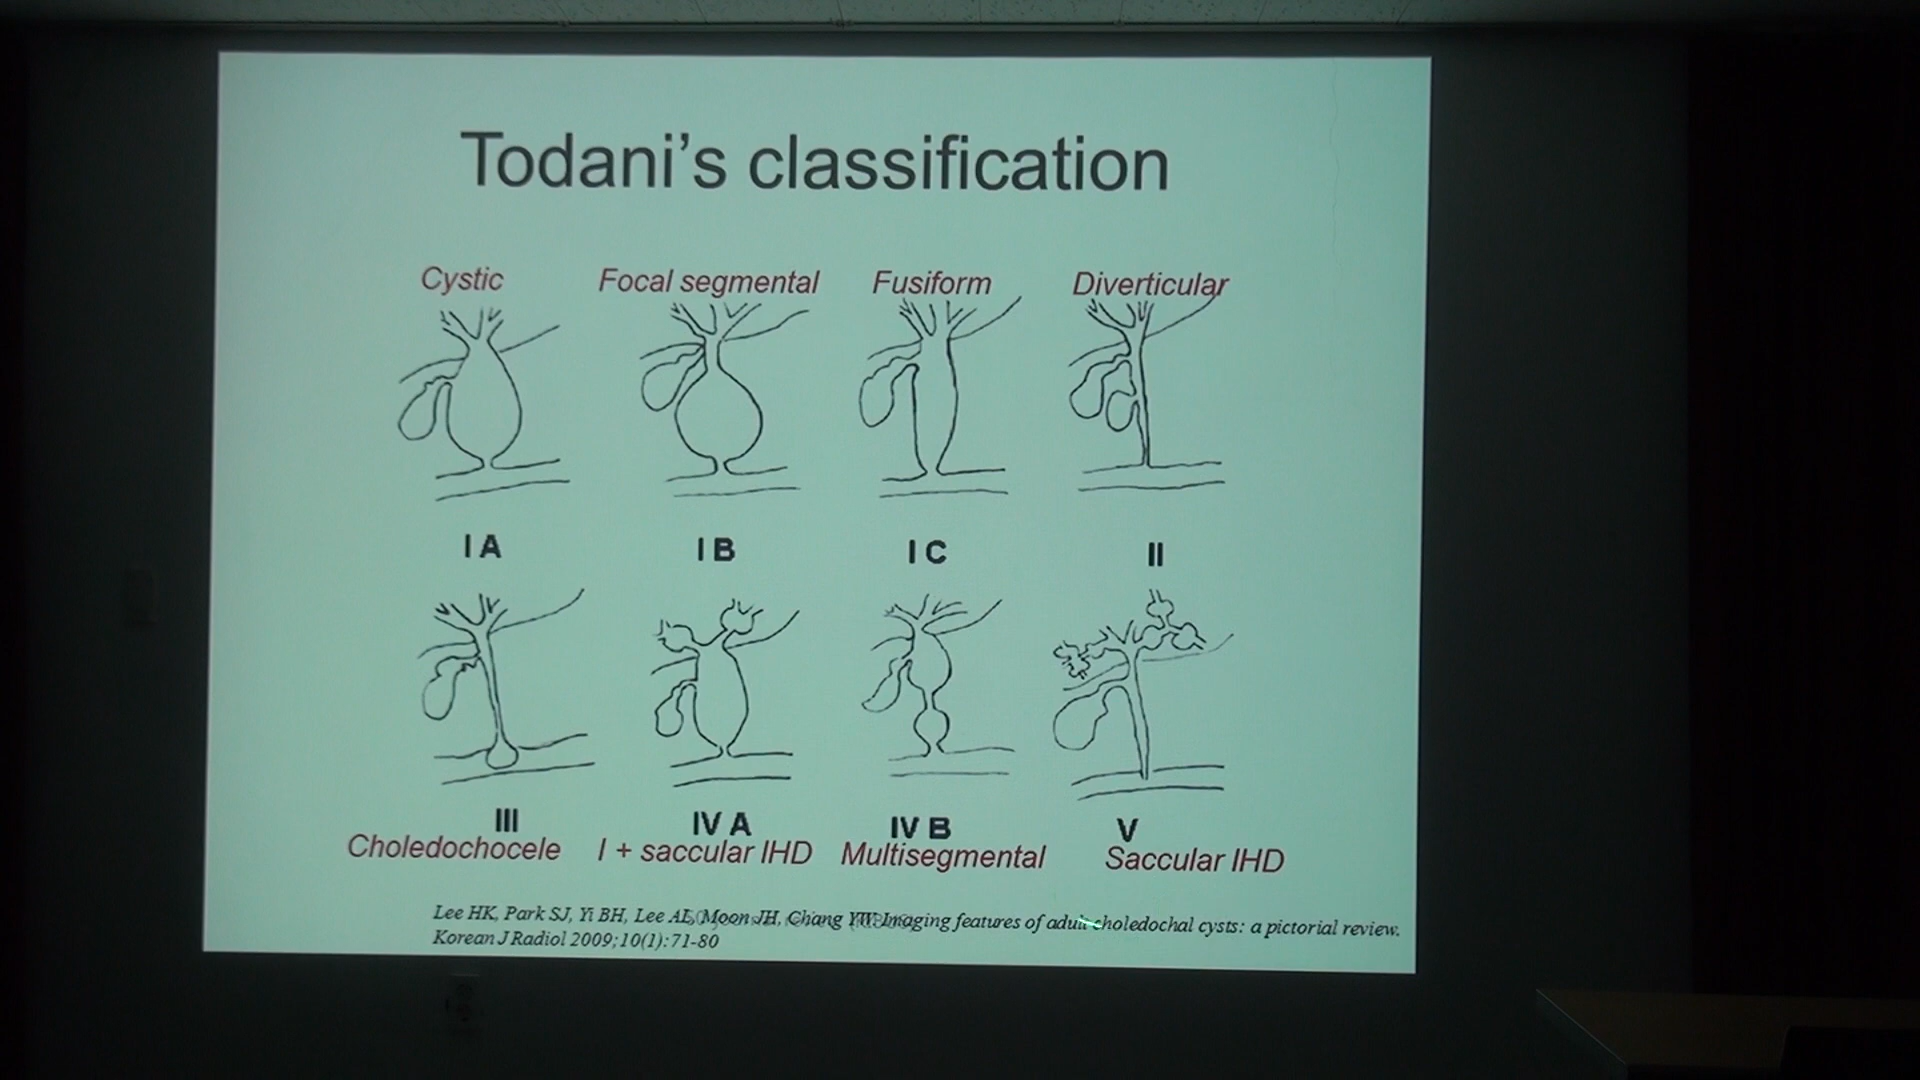 Todani's classification
Cystic Focal segmental Fusiform Diverticular
I A I B I C II
III IV A IV B V
Choledochocele I + saccular IHD Multisegmental Saccular IHD
Lee HK, Park SJ, Yi BH, Lee AL, Moon JH, Chang YW. Imaging features of adult choledochal cysts: a pictorial review.
Korean J Radiol 2009;10(1):71-80